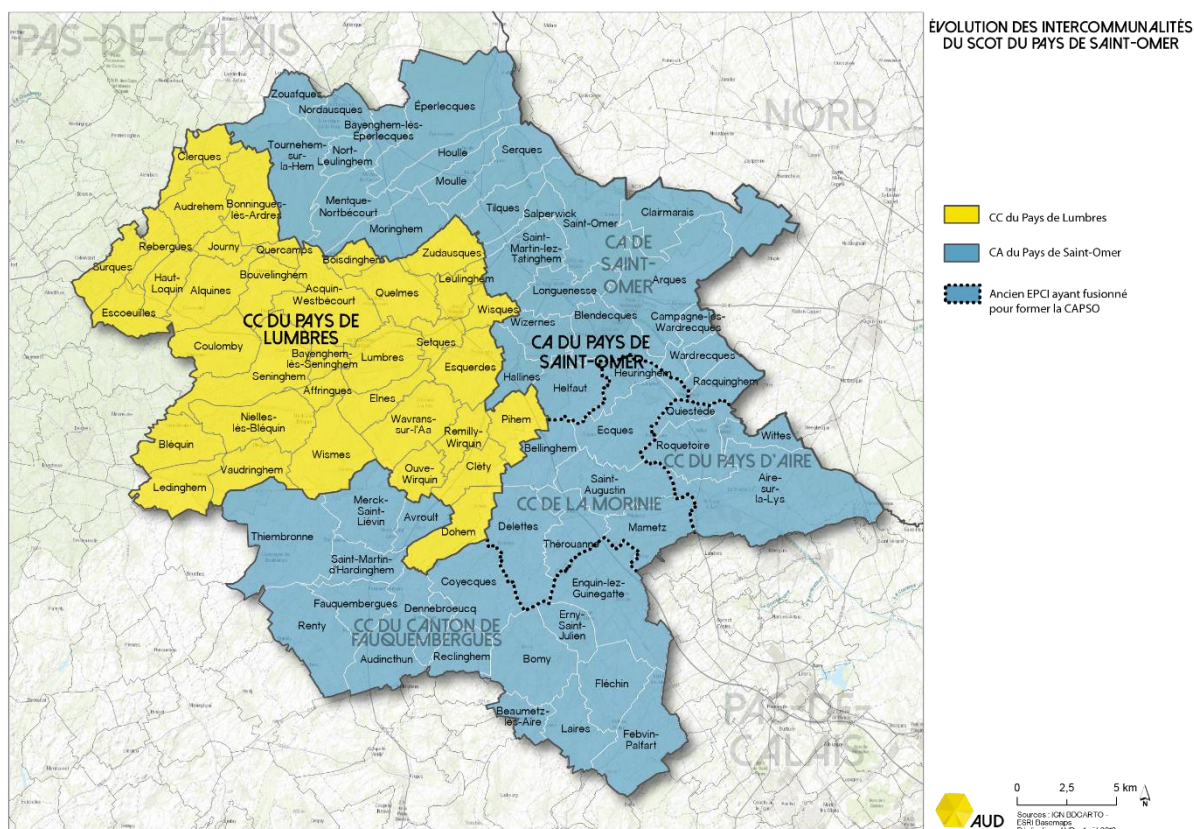 PAS-DE-CALAIS
ÉVOLUTION DES INTERCOMMUNALITÉS
DU SCOT DU PAYS DE SAINT-OMER
NORD
CC du Pays de Lumbres
CA du Pays de Saint-Omer
Ancien EPCI ayant fusionné
pour former la CAPSO
Zouafques
Nordausques
Éperlecques
Bayenghem-lés-
Éperlecques
Tournehem-
sur-
la-Hem
Nort-
Leulinghem
Houlle
Serques
Moulle
Clerques
Audrehem
Bonningues-
lès-Ardres
Mentque-
Nortbécourt
Moringhem
Tilques
Salperwick
Saint-Omer
Clairmarais
Saint-
Martin-lez-
Tatinghem
CA DE
SAINT-
OMER
Rebergues
Journy
Quercamps
Boisdinghem
Zudausques
Surques
Haut-
Loquin
Alquines
Bouvelinghem
Acquin-
Westbécourt
Quelmes
Leulinghem
Longuenesse
Arques
Escoeuilles
Wisques
Wizernes
Blendecques
Campagne-lès-
Wardrecques
CC DU PAYS DE
LUMBRES
CA DU PAYS DE
SAINT-OMER
Coulomby
Bayenghem-
lès-Seninghem
Lumbres
Setques
Esquerdes
Wardrecques
Seninghem
Affringues
Elnes
Hallines
Helfaut
Heuringhem
Racquinghem
Nielles-
lès-Bléquin
Wavrans-
sur-l'Aa
Remilly-
Wirquin
Pihem
Quiestède
Ecques
Wittes
Bléquin
Bellinghem
Roquetoire
CC DU PAYS D'AIRE
Vaudringhem
Wismes
Ouve-
Wirquin
Cléty
Aire-
sur-
la-Lys
Ledinghem
Saint-
Augustin
Merck-
Saint-
Liévin
Avroult
CC DE LA MORINIE
Thiembronne
Dohem
Delettes
Mametz
Thérouanne
Saint-Martin-
d'Hardinghem
Coyecques
Enquin-lez-
Guinegatte
Fauquembergues
Dennebroeucq
Erny-
Saint-
Julien
Renty
CC DU CANTON DE
FAUQUEMBERGUES
Audincthun
Reclinghem
Bomy
Fléchin
Beaumetz-
lès-Aire
Laires
Febvin-
Palfart
PAS-DE-
CALAIS
AUD
0 2,5 5 km
N
Sources : IGN BDCARTO -
ESRI Basemaps